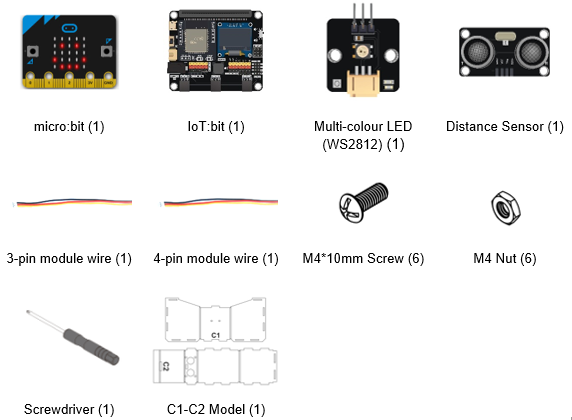 micro:bit (1)
IoT:bit (1)
Multi-colour LED
(WS2812) (1)
Distance Sensor (1)
3-pin module wire (1)
4-pin module wire (1)
M4*10mm Screw (6)
M4 Nut (6)
C1
C2
Screwdriver (1)
C1-C2 Model (1)